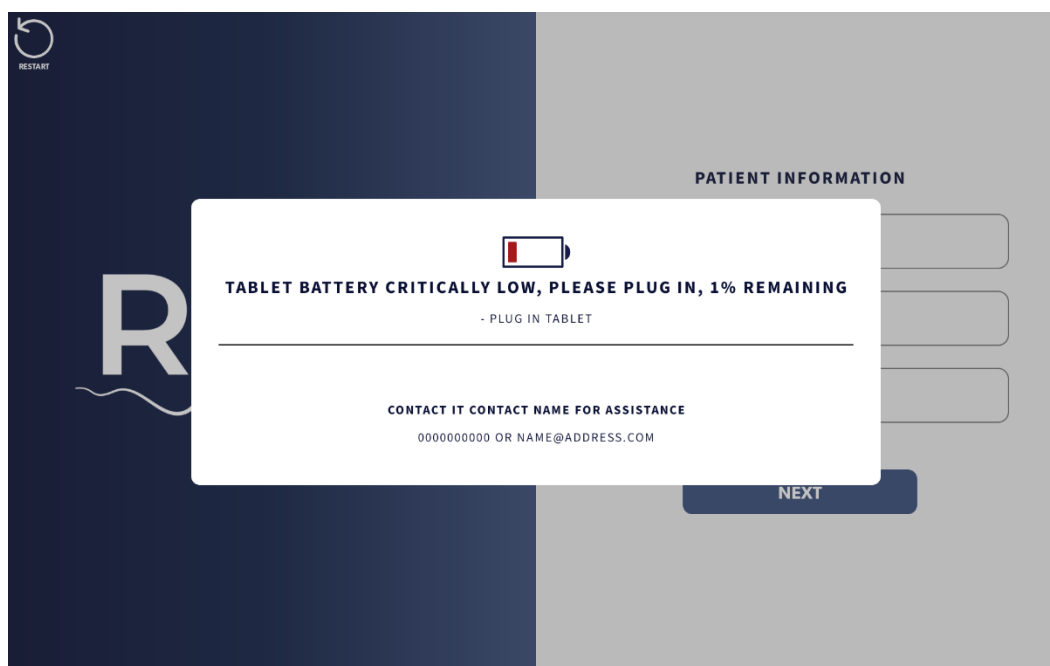 RESTART
PATIENT INFORMATION
TABLET BATTERY CRITICALLY LOW, PLEASE PLUG IN, 1% REMAINING
- PLUG IN TABLET
R
CONTACT IT CONTACT NAME FOR ASSISTANCE
0000000000 OR NAME@ADDRESS.COM
NEXT